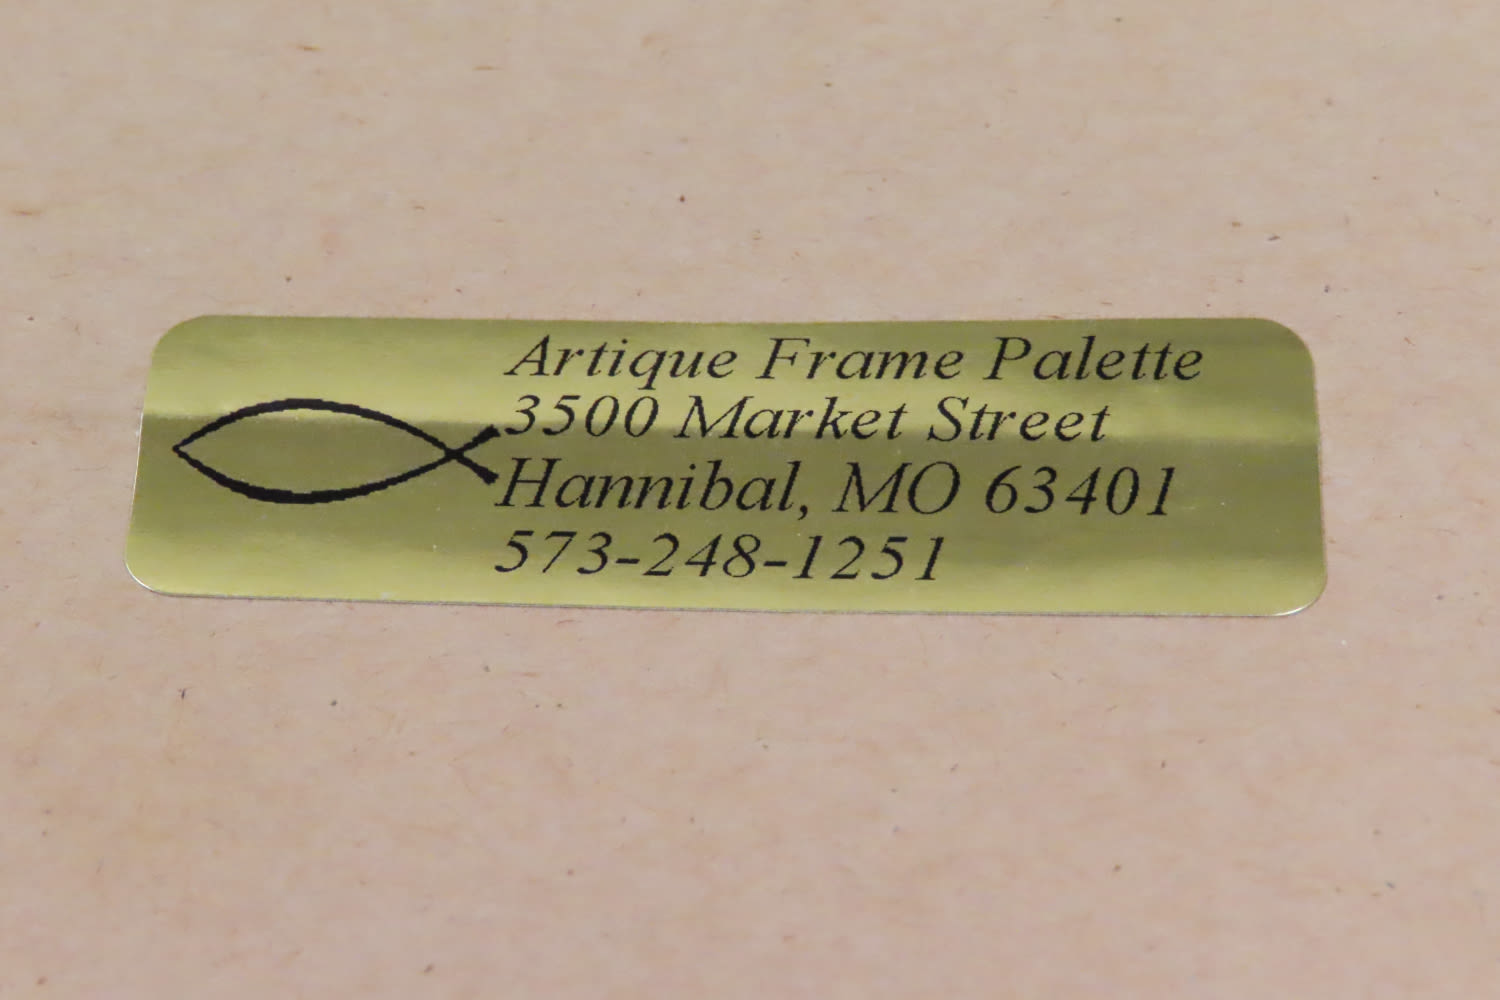 Artique Frame Palette
3500 Market Street
Hannibal, MO 63401
573-248-1251